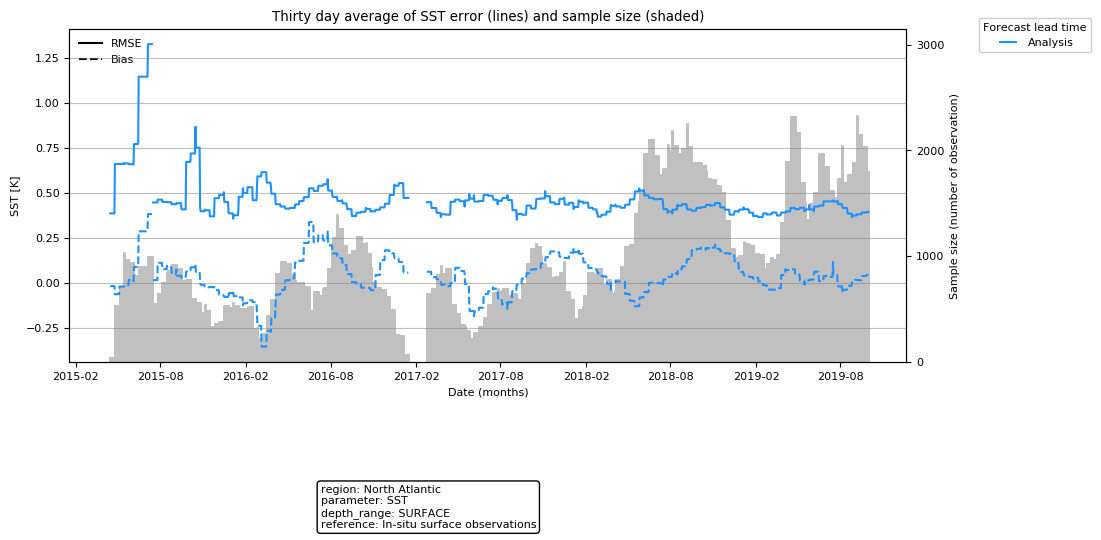 Thirty day average of SST error (lines) and sample size (shaded)
Forecast lead time
Analysis
RMSE
Bias
SST [K]
1.25
1.00
0.75
0.50
0.25
0.00
−0.25
3000
2000
1000
0
Sample size (number of observation)
2015-02 2015-08 2016-02 2016-08 2017-02 2017-08 2018-02 2018-08 2019-02 2019-08
Date (months)
region: North Atlantic
parameter: SST
depth_range: SURFACE
reference: In-situ surface observations